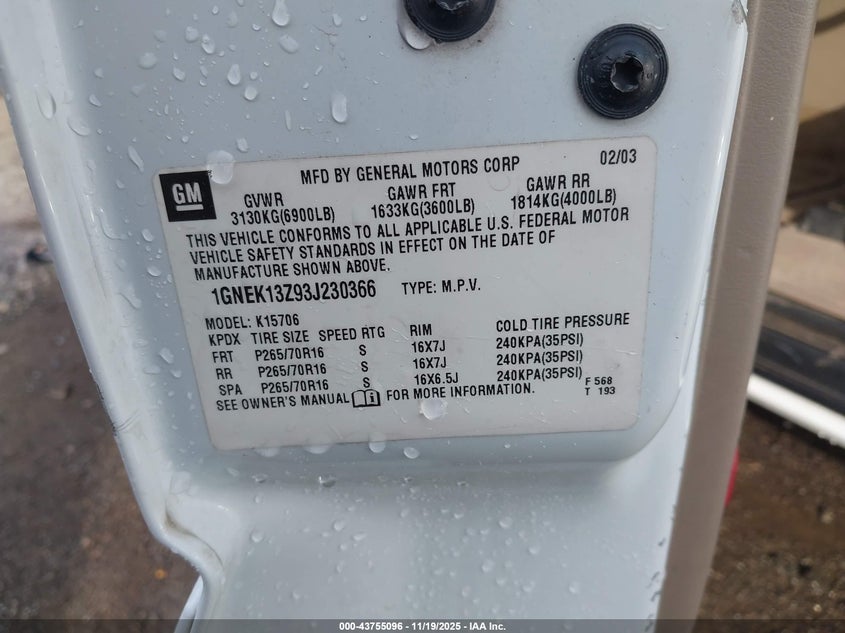 MFD BY GENERAL MOTORS CORP 02/03
GM
GVWR GAWR FRT GAWR RR
3130KG(6900LB) 1633KG(3600LB) 1814KG(4000LB)
THIS VEHICLE CONFORMS TO ALL APPLICABLE U.S. FEDERAL MOTOR
VEHICLE SAFETY STANDARDS IN EFFECT ON THE DATE OF
MANUFACTURE SHOWN ABOVE.
1GNEK13Z93J230366 TYPE: M.P.V.
MODEL: K15706
KPDX TIRE SIZE SPEED RTG RIM COLD TIRE PRESSURE
FRT P265/70R16 S 16X7J 240KPA(35PSI)
RR P265/70R16 S 16X7J 240KPA(35PSI)
SPA P265/70R16 S 16X6.5J 240KPA(35PSI)
SEE OWNER'S MANUAL FOR MORE INFORMATION.
F 568
T 193
000-43755096 | 11/19/2025 | IAA Inc.